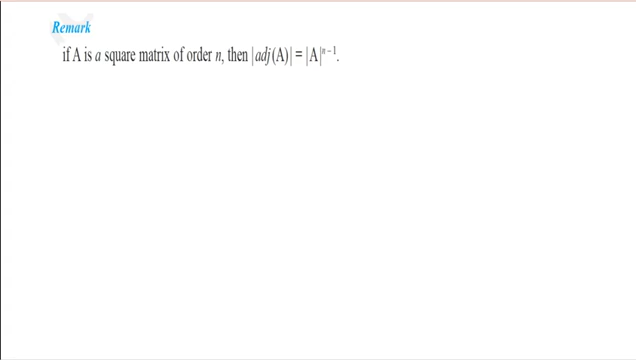 Remark
if A is a square matrix of order n, then |adj(A)| = |A|ⁿ⁻¹.